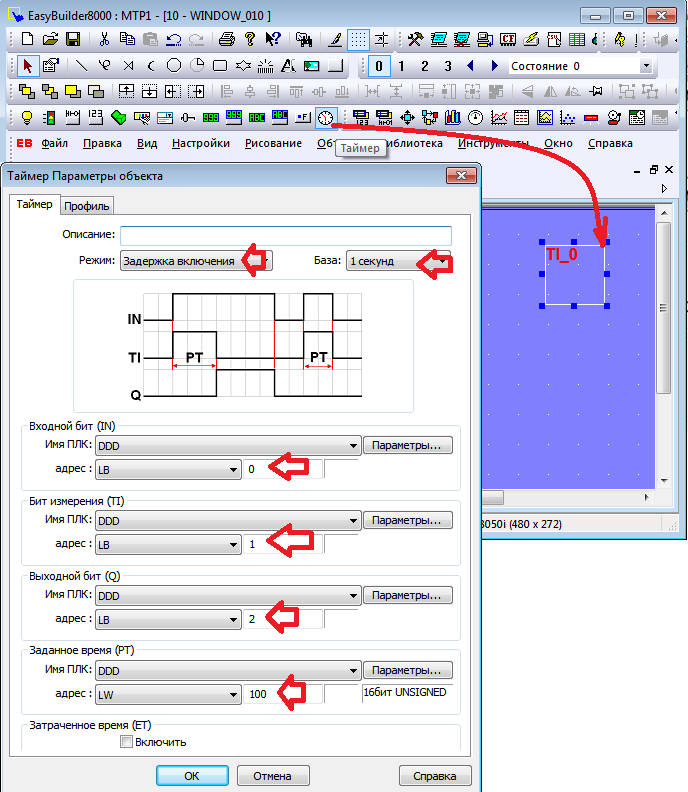 EasyBuilder8000 : MTP1 - [10 - WINDOW_010 ]
0 1 2 3 Состояние 0
EB Файл Правка Вид Настройки Рисование Об Таймер иблиотека Инструменты Окно Справка
Таймер Параметры объекта
Таймер Профиль
Описание:
Режим: Задержка включения База: 1 секунд
TI_0
IN
TI PT PT
Q
Входной бит (IN)
Имя ПЛК: DDD Параметры...
адрес : LB 0
Бит измерения (TI)
Имя ПЛК: DDD Параметры...
адрес : LB 1
8050i (480 x 272)
Выходной бит (Q)
Имя ПЛК: DDD Параметры...
адрес : LB 2
Заданное время (PT)
Имя ПЛК: DDD Параметры...
адрес : LW 100 16бит UNSIGNED
Затраченное время (ET)
Включить
OK Отмена Справка